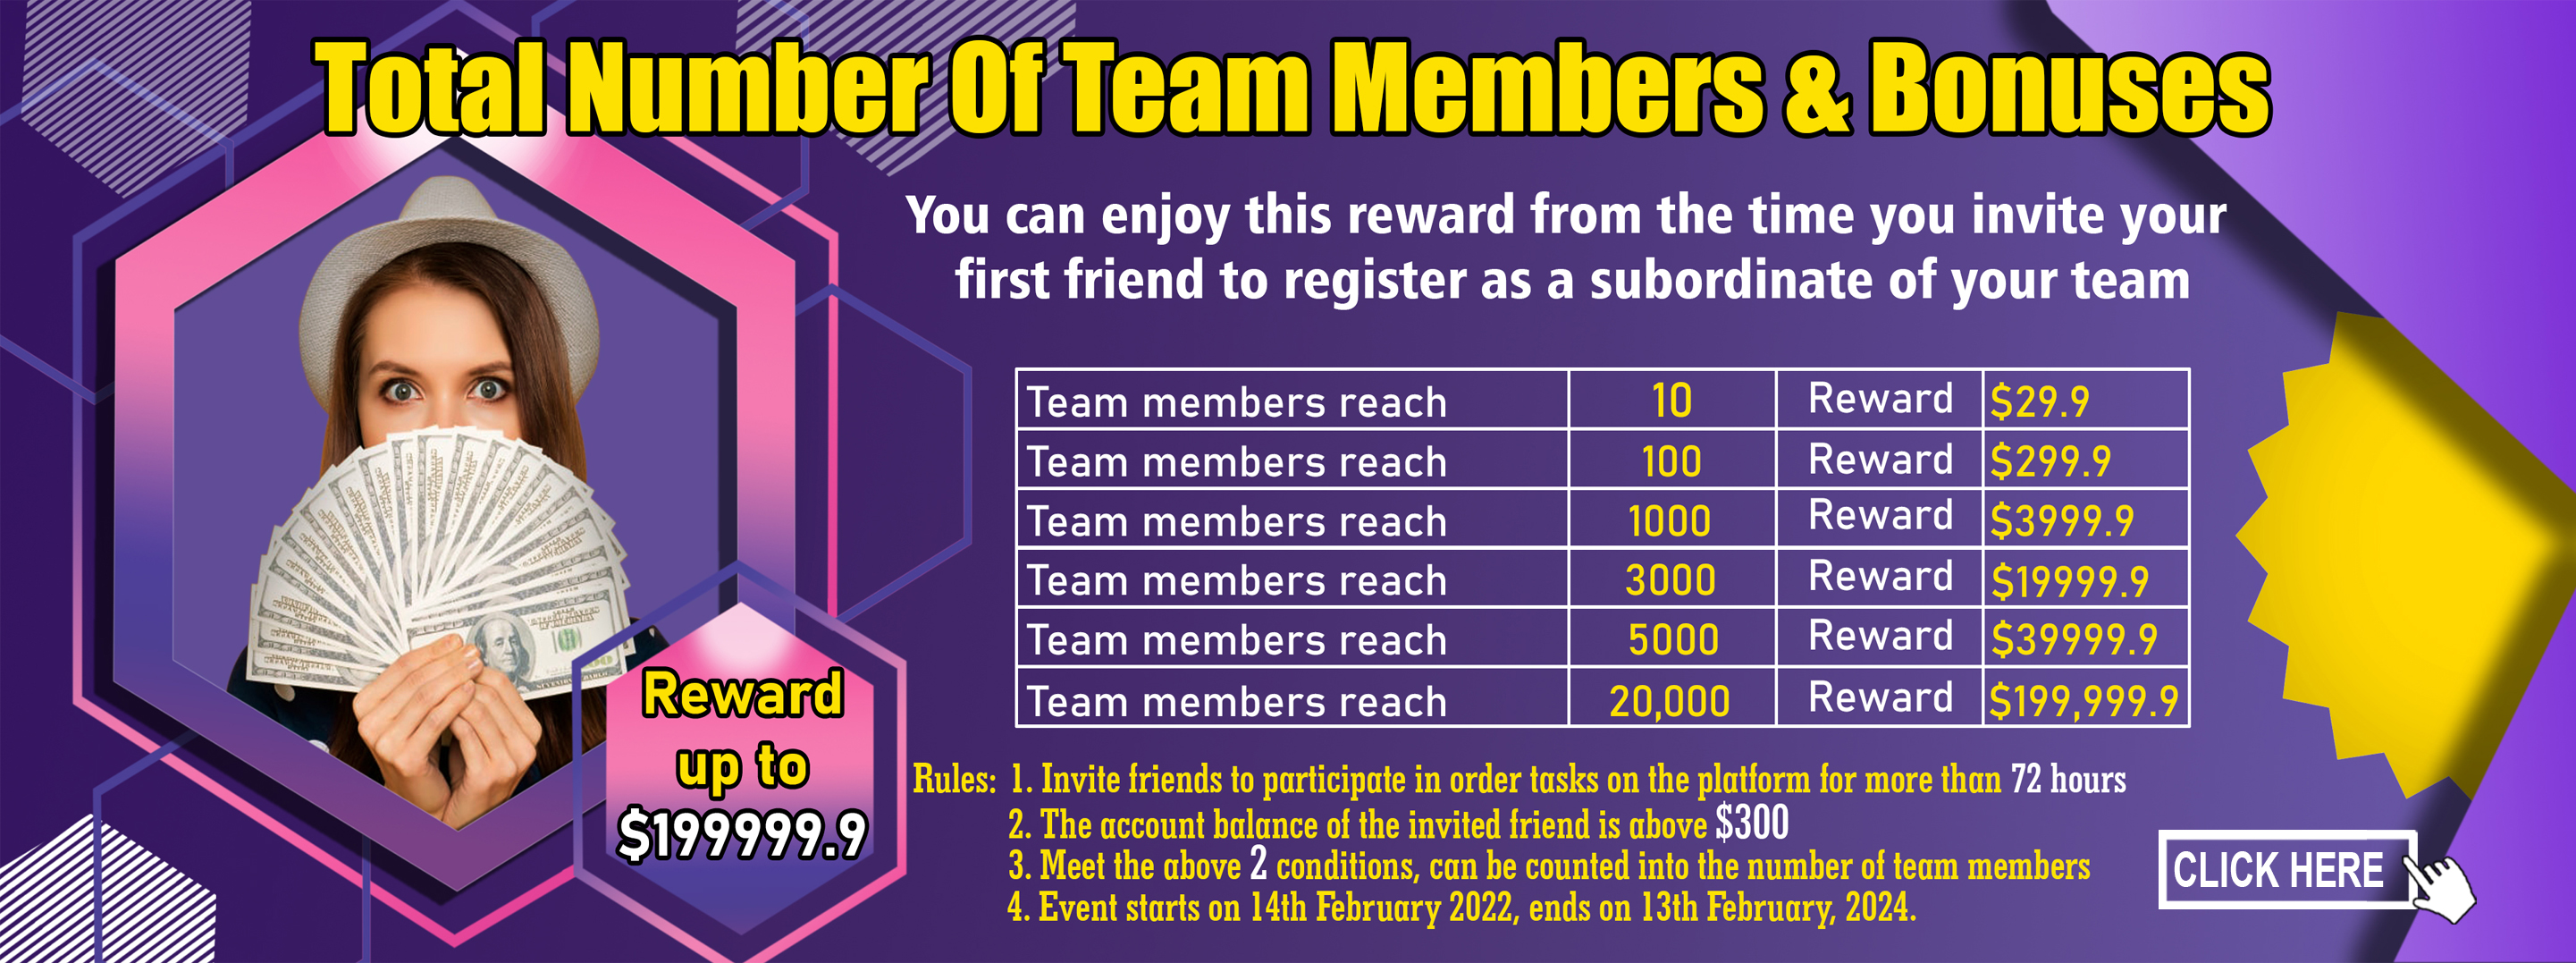 Total Number Of Team Members & Bonuses
You can enjoy this reward from the time you invite your
first friend to register as a subordinate of your team
Team members reach 10 Reward $29.9
Team members reach 100 Reward $299.9
Team members reach 1000 Reward $3999.9
Team members reach 3000 Reward $19999.9
Team members reach 5000 Reward $39999.9
Team members reach 20,000 Reward $199,999.9
Reward
up to
$199999.9
Rules: 1. Invite friends to participate in order tasks on the platform for more than 72 hours
2. The account balance of the invited friend is above $300
3. Meet the above 2 conditions, can be counted into the number of team members
4. Event starts on 14th February 2022, ends on 13th February, 2024.
CLICK HERE